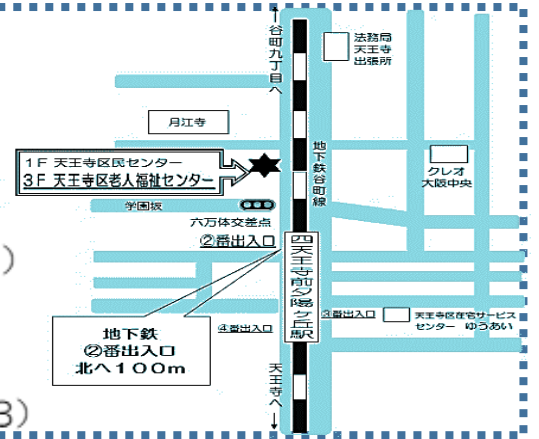 谷町九丁目へ
法務局
天王寺
出張所
月江寺
地下鉄谷町線
1F 天王寺区民センター
3F 天王寺区老人福祉センター
クレオ
大阪中央
学園坂
六万体交差点
②番出入口
四天王寺前夕陽ヶ丘駅
)
地下鉄
②番出入口
北へ100m
④番出入口
③番出入口
天王寺区在宅サービス
センター ゆうあい
天王寺へ
3)